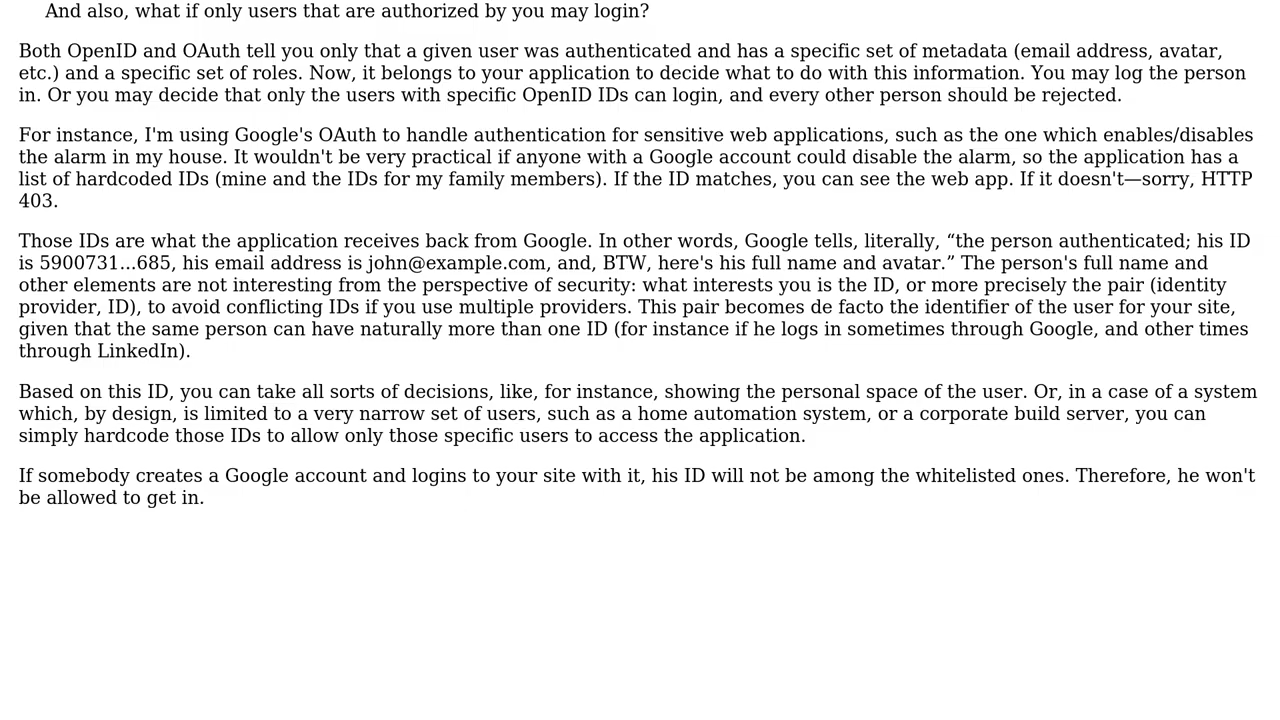 And also, what if only users that are authorized by you may login?
Both OpenID and OAuth tell you only that a given user was authenticated and has a specific set of metadata (email address, avatar,
etc.) and a specific set of roles. Now, it belongs to your application to decide what to do with this information. You may log the person
in. Or you may decide that only the users with specific OpenID IDs can login, and every other person should be rejected.
For instance, I'm using Google's OAuth to handle authentication for sensitive web applications, such as the one which enables/disables
the alarm in my house. It wouldn't be very practical if anyone with a Google account could disable the alarm, so the application has a
list of hardcoded IDs (mine and the IDs for my family members). If the ID matches, you can see the web app. If it doesn't—sorry, HTTP
403.
Those IDs are what the application receives back from Google. In other words, Google tells, literally, “the person authenticated; his ID
is 5900731...685, his email address is john@example.com, and, BTW, here's his full name and avatar.” The person's full name and
other elements are not interesting from the perspective of security: what interests you is the ID, or more precisely the pair (identity
provider, ID), to avoid conflicting IDs if you use multiple providers. This pair becomes de facto the identifier of the user for your site,
given that the same person can have naturally more than one ID (for instance if he logs in sometimes through Google, and other times
through LinkedIn).
Based on this ID, you can take all sorts of decisions, like, for instance, showing the personal space of the user. Or, in a case of a system
which, by design, is limited to a very narrow set of users, such as a home automation system, or a corporate build server, you can
simply hardcode those IDs to allow only those specific users to access the application.
If somebody creates a Google account and logins to your site with it, his ID will not be among the whitelisted ones. Therefore, he won't
be allowed to get in.